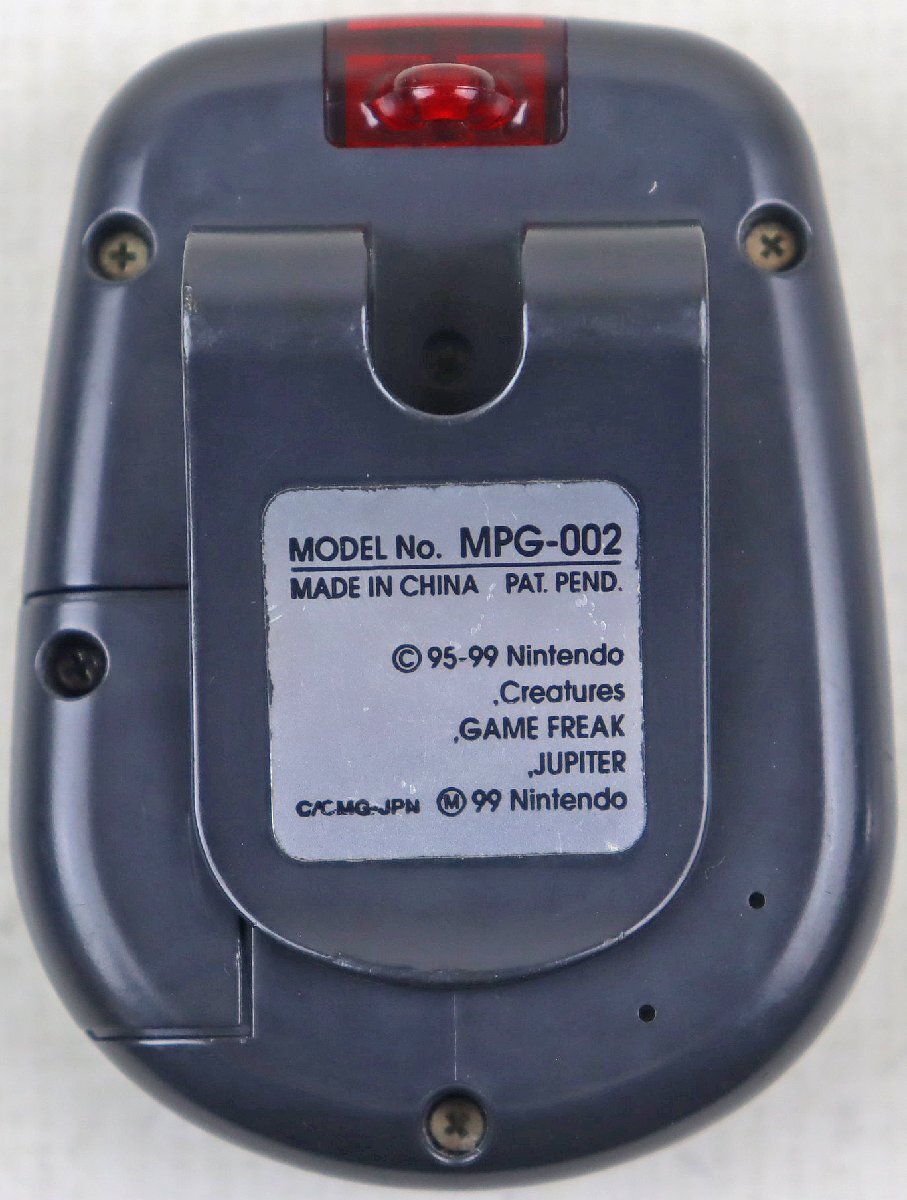 MODEL No. MPG-002
MADE IN CHINA PAT. PEND.
© 95-99 Nintendo
,Creatures
,GAME FREAK
,JUPITER
C/CMG-JPN Ⓜ 99 Nintendo